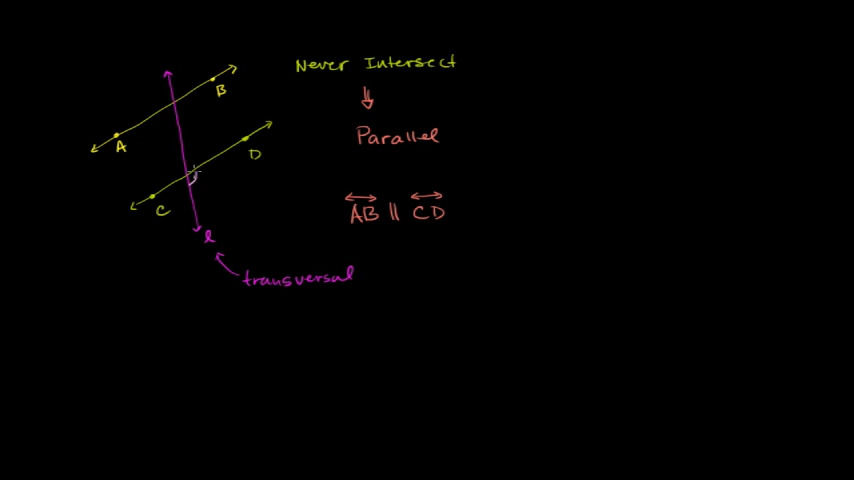 Never Intersect
⇓
Parallel
B
A
D
C
AB || CD
l
transversal